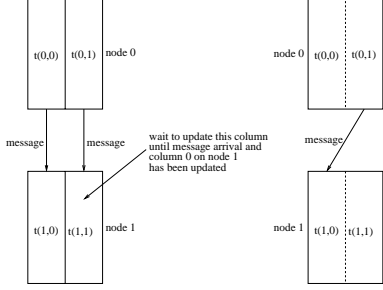 t(0,0) t(0,1) node 0
message message
wait to update this column
until message arrival and
column 0 on node 1
has been updated
t(1,0) t(1,1) node 1
node 0 t(0,0) t(0,1)
message
node 1 t(1,0) t(1,1)